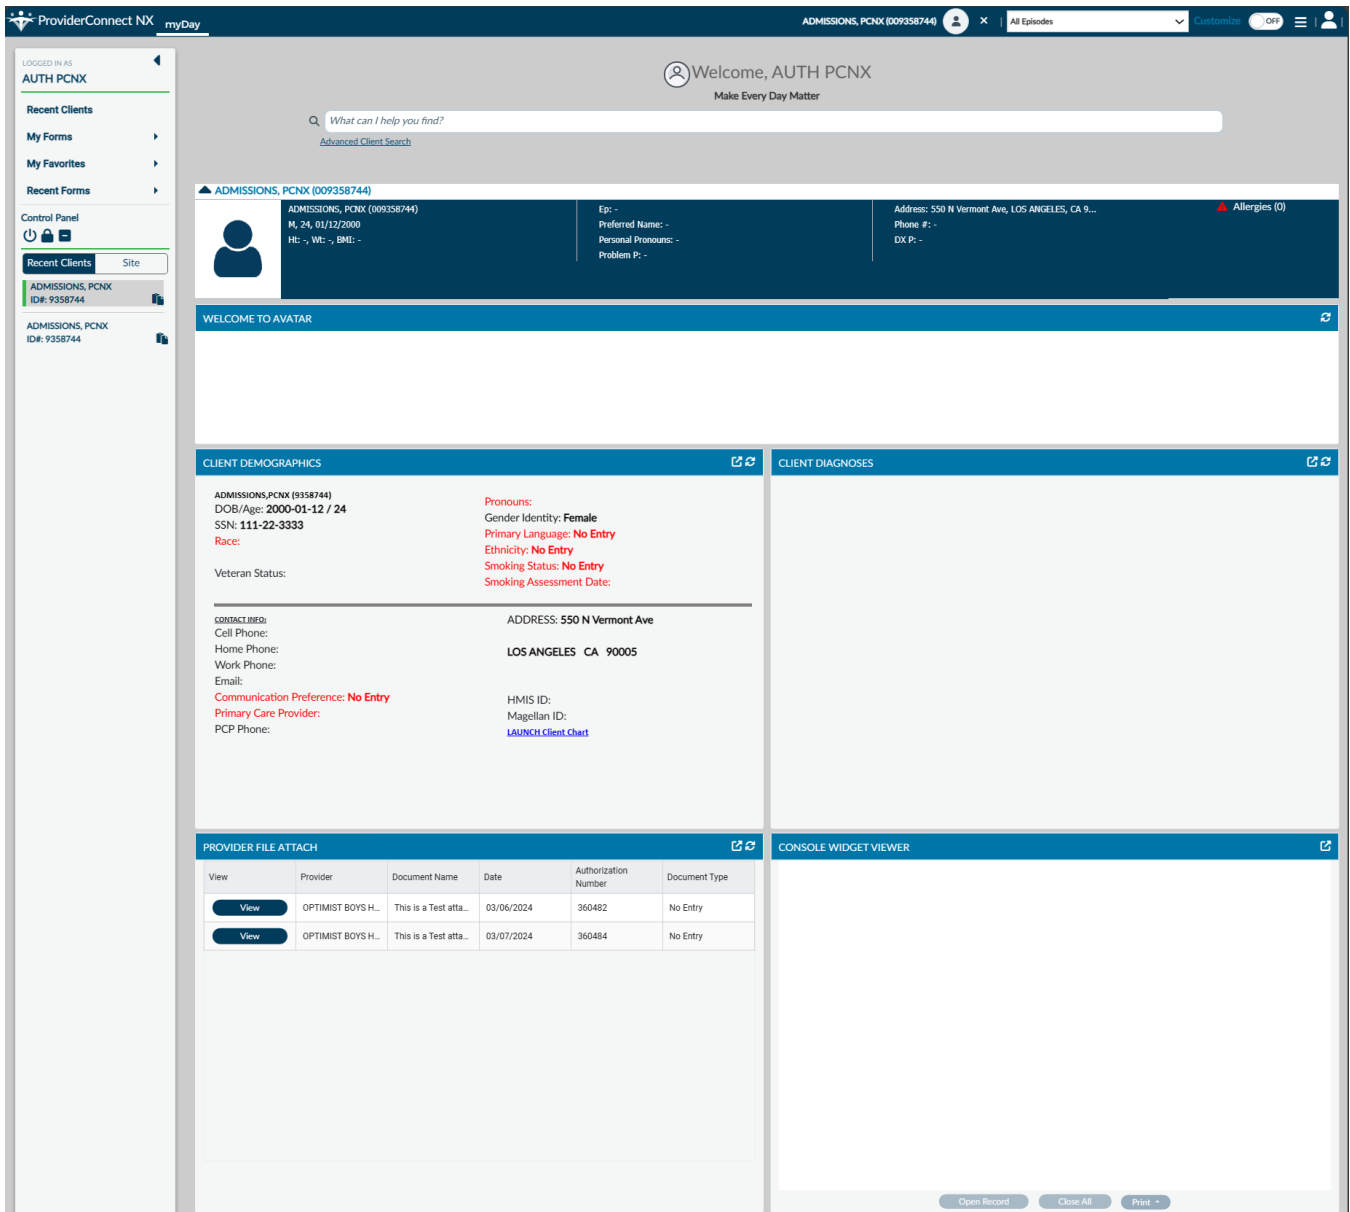 ProviderConnect NX myDay ADMISSIONS, PCNX (009358744) × All Episodes Customize OFF
LOGGED IN AS
AUTH PCNX
Recent Clients
My Forms
My Favorites
Recent Forms
Control Panel
Recent Clients Site
ADMISSIONS, PCNX
ID#: 9358744
ADMISSIONS, PCNX
ID#: 9358744
Welcome, AUTH PCNX
Make Every Day Matter
What can I help you find?
Advanced Client Search
ADMISSIONS, PCNX (009358744)
ADMISSIONS, PCNX (009358744)
M, 24, 01/12/2000
Ht: -, Wt: -, BMI: -
Ep: -
Preferred Name: -
Personal Pronouns: -
Problem P: -
Address: 550 N Vermont Ave, LOS ANGELES, CA 9...
Phone #: -
DX P: -
Allergies (0)
WELCOME TO AVATAR
CLIENT DEMOGRAPHICS
ADMISSIONS,PCNX (9358744)
DOB/Age: 2000-01-12 / 24
SSN: 111-22-3333
Race:
Veteran Status:
Pronouns:
Gender Identity: Female
Primary Language: No Entry
Ethnicity: No Entry
Smoking Status: No Entry
Smoking Assessment Date:
CONTACT INFO:
Cell Phone:
Home Phone:
Work Phone:
Email:
Communication Preference: No Entry
Primary Care Provider:
PCP Phone:
ADDRESS: 550 N Vermont Ave
LOS ANGELES CA 90005
HMIS ID:
Magellan ID:
LAUNCH Client Chart
CLIENT DIAGNOSES
PROVIDER FILE ATTACH
View Provider Document Name Date Authorization Number Document Type
View OPTIMIST BOYS H... This is a Test atta... 03/06/2024 360482 No Entry
View OPTIMIST BOYS H... This is a Test atta... 03/07/2024 360484 No Entry
CONSOLE WIDGET VIEWER
Open Record Close All Print